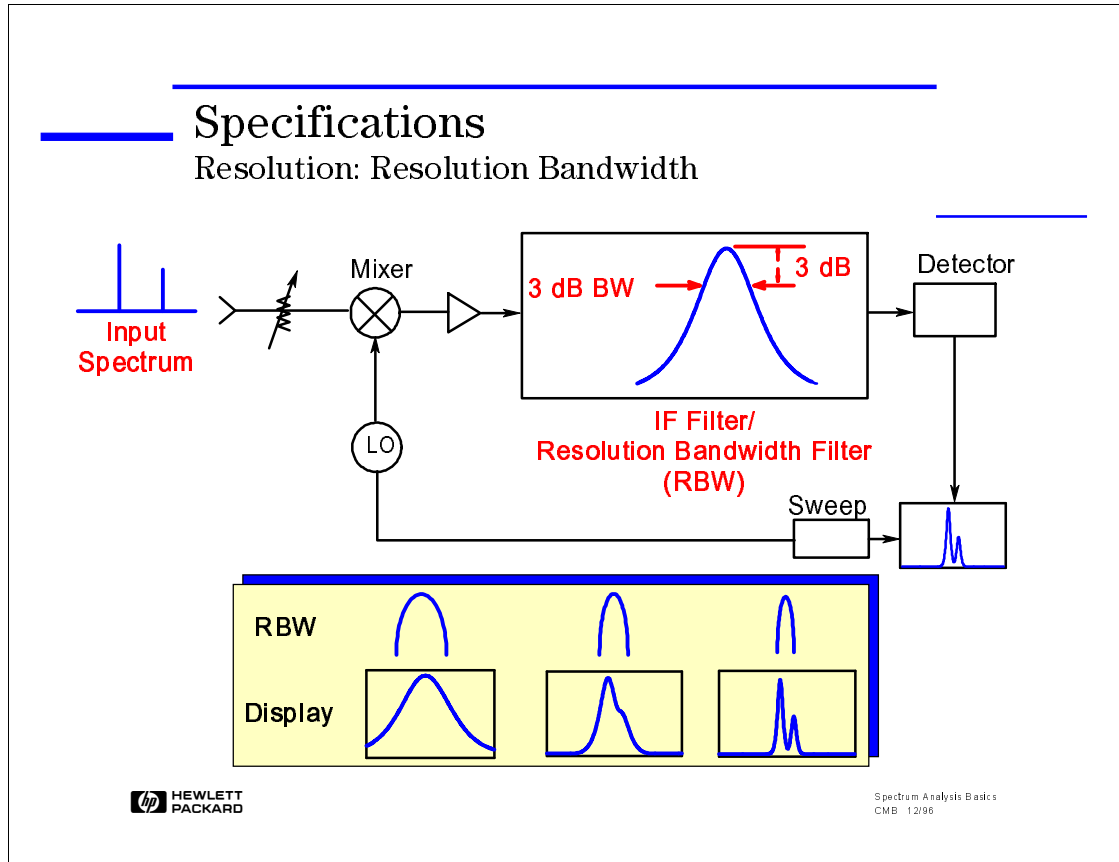 Specifications
Resolution: Resolution Bandwidth
Mixer
3 dB BW
3 dB
Detector
Input
Spectrum
LO
IF Filter/
Resolution Bandwidth Filter
(RBW)
Sweep
RBW
Display
hp HEWLETT
PACKARD
Spectrum Analysis Basics
CMB 12/96